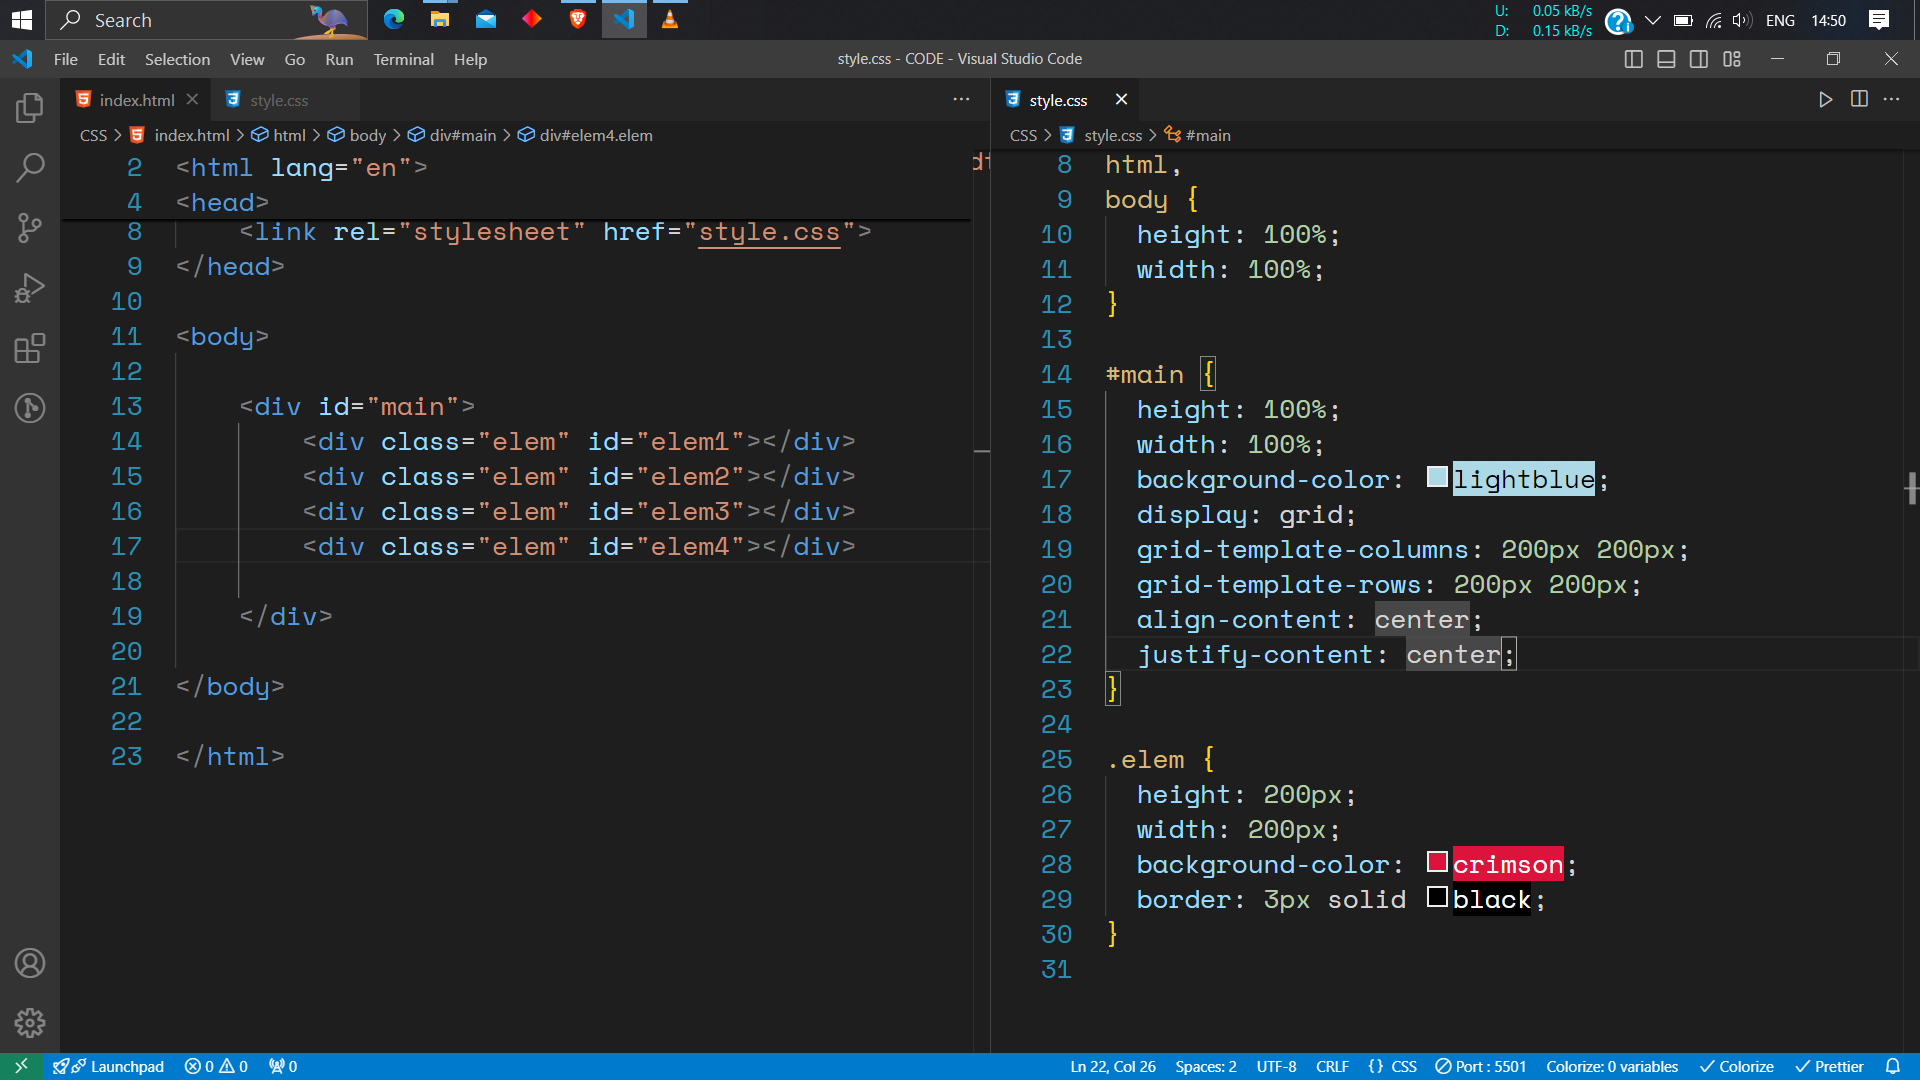 Search
U: 0.05 kB/s
D: 0.15 kB/s
ENG 14:50
File Edit Selection View Go Run Terminal Help
style.css - CODE - Visual Studio Code
index.html
style.css
CSS > index.html > html > body > div#main > div#elem4.elem
2 <html lang="en">
4 <head>
8 <link rel="stylesheet" href="style.css">
9 </head>
10
11 <body>
12
13 <div id="main">
14 <div class="elem" id="elem1"></div>
15 <div class="elem" id="elem2"></div>
16 <div class="elem" id="elem3"></div>
17 <div class="elem" id="elem4"></div>
18
19 </div>
20
21 </body>
22
23 </html>
style.css
CSS > style.css > #main
8 html,
9 body {
10 height: 100%;
11 width: 100%;
12 }
13
14 #main {
15 height: 100%;
16 width: 100%;
17 background-color: lightblue;
18 display: grid;
19 grid-template-columns: 200px 200px;
20 grid-template-rows: 200px 200px;
21 align-content: center;
22 justify-content: center;
23 }
24
25 .elem {
26 height: 200px;
27 width: 200px;
28 background-color: crimson;
29 border: 3px solid black;
30 }
31
Launchpad 0 0 0
Ln 22, Col 26 Spaces: 2 UTF-8 CRLF {} CSS Port : 5501 Colorize: 0 variables Colorize Prettier